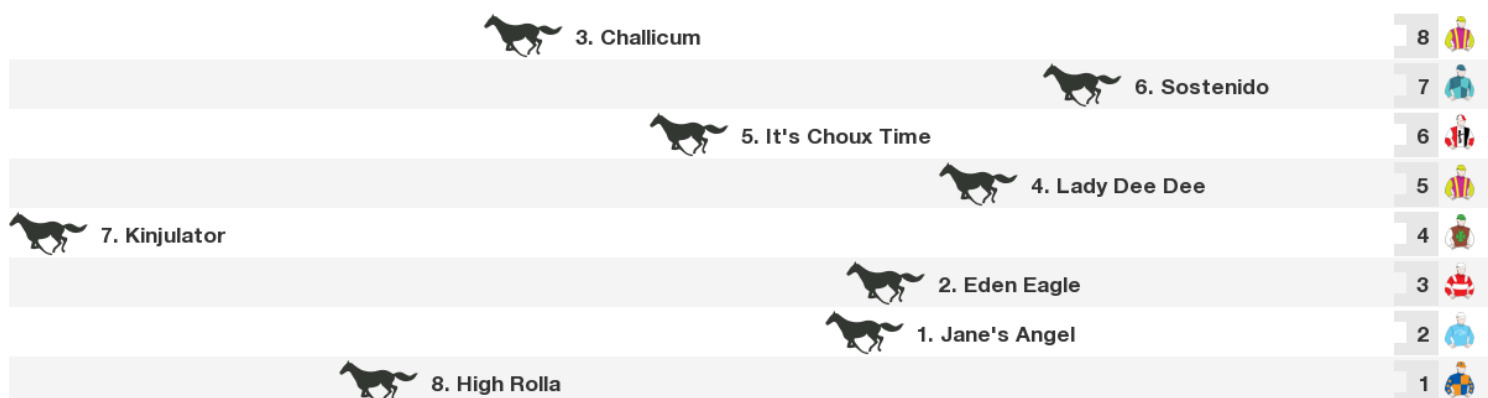 3. Challicum 8
6. Sostenido 7
5. It's Choux Time 6
4. Lady Dee Dee 5
7. Kinjulator 4
2. Eden Eagle 3
1. Jane's Angel 2
8. High Rolla 1